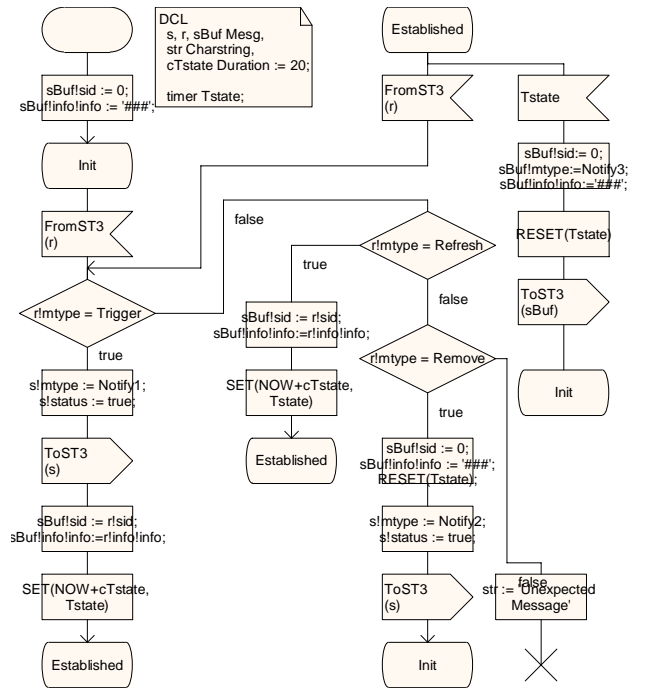 DCL
s, r, sBuf Mesg,
str Charstring,
cTstate Duration := 20;
timer Tstate;
sBuf!sid := 0;
sBuf!info!info := '###';
Init
FromST3
(r)
r!mtype = Trigger
false
true
s!mtype := Notify1;
s!status := true;
ToST3
(s)
sBuf!sid := r!sid;
sBuf!info!info:=r!info!info;
SET(NOW+cTstate,
Tstate)
Established
r!mtype = Refresh
true
sBuf!sid := r!sid;
sBuf!info!info:=r!info!info;
SET(NOW+cTstate,
Tstate)
Established
Established
FromST3
(r)
false
r!mtype = Remove
true
sBuf!sid := 0;
sBuf!info!info := '###';
RESET(Tstate);
s!mtype := Notify2;
s!status := true;
ToST3
(s)
Init
false
str := 'Unexpected
Message'
Tstate
sBuf!sid:= 0;
sBuf!mtype:=Notify3;
sBuf!info!info:='###';
RESET(Tstate)
ToST3
(sBuf)
Init